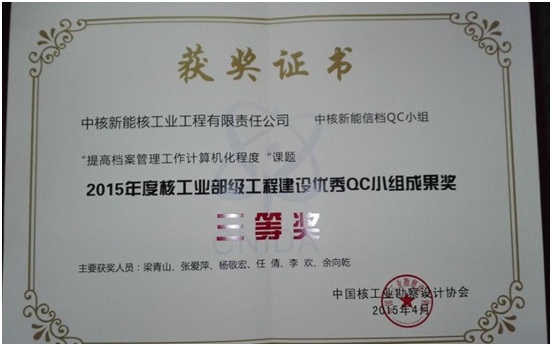 获奖证书
中核新能核工业工程有限责任公司 中核新能信档QC小组
"提高档案管理工作计算机化程度"课题
2015年度核工业部级工程建设优秀QC小组成果奖
三等奖
CNIDA
主要获奖人员:梁青山、张爱萍、杨敬宏、任 倩、李 欢、余向乾
中国核工业勘察设计协会
2015年4月